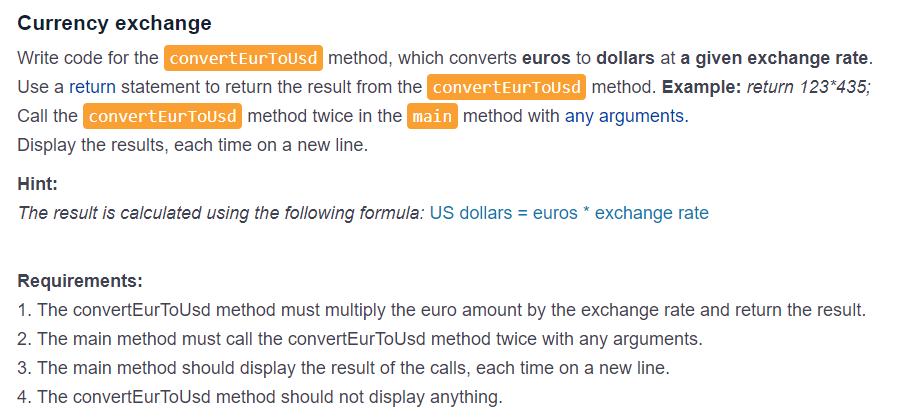 Currency exchange
Write code for the convertEurToUsd method, which converts euros to dollars at a given exchange rate.
Use a return statement to return the result from the convertEurToUsd method. Example: return 123*435;
Call the convertEurToUsd method twice in the main method with any arguments.
Display the results, each time on a new line.
Hint:
The result is calculated using the following formula: US dollars = euros * exchange rate
Requirements:
1. The convertEurToUsd method must multiply the euro amount by the exchange rate and return the result.
2. The main method must call the convertEurToUsd method twice with any arguments.
3. The main method should display the result of the calls, each time on a new line.
4. The convertEurToUsd method should not display anything.